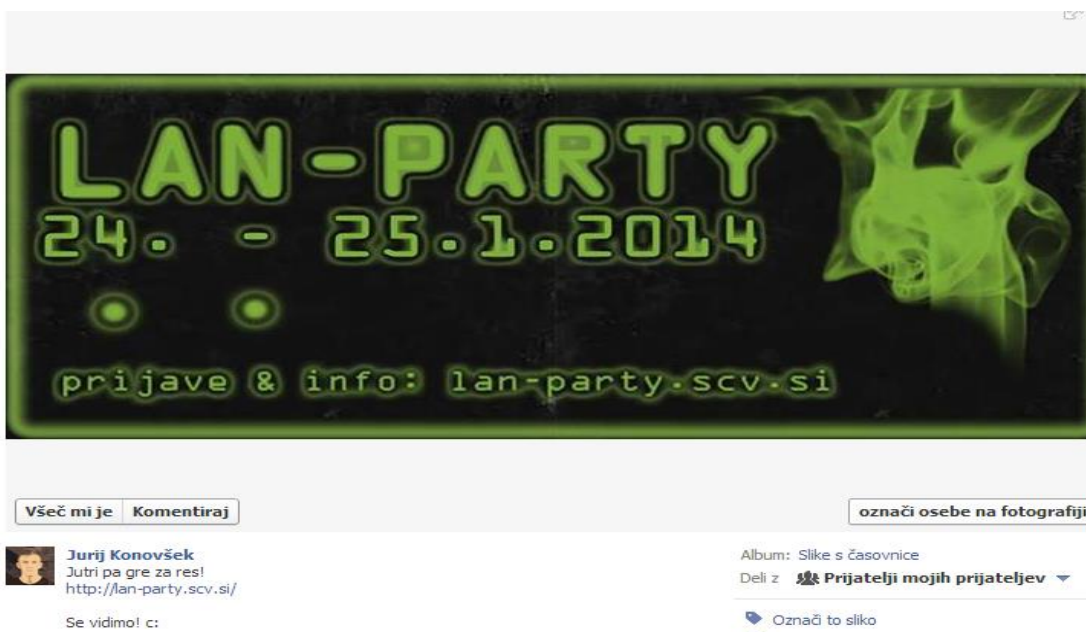 LAN-PARTY
24. - 25.1.2014
prijave & info: lan-party.scv.si
Všeč mi je Komentiraj
označi osebe na fotografiji
Jurij Konovšek
Jutri pa gre za res!
http://lan-party.scv.si/
Se vidimo! c:
Album: Slike s časovnice
Deli z Prijatelji mojih prijateljev
Označi to sliko